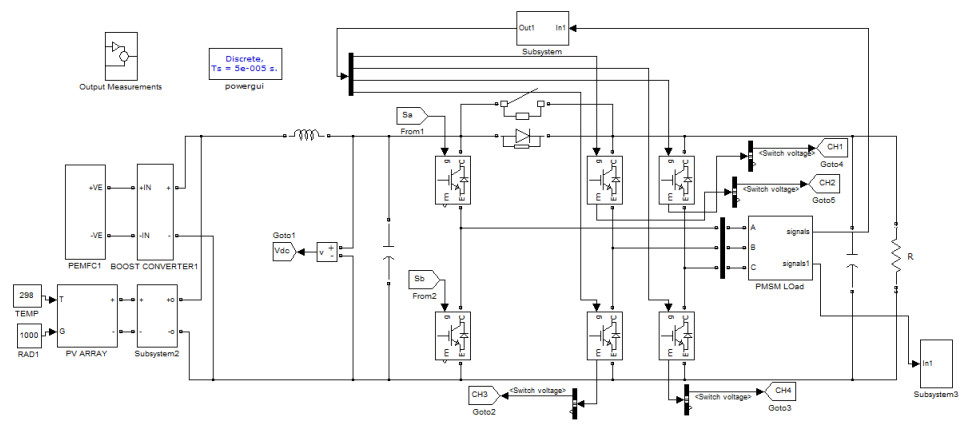 Out1
In1
Subsystem
Output Measurements
Discrete,
Ts = 5e-005 s.
powergui
Sa
From1
g
C
E
m
g
C
E
m
g
C
E
m
CH1
<Switch voltage>
Goto4
CH2
<Switch voltage>
Goto5
+VE
-VE
PEMFC1
+IN
-IN
+
-
BOOST CONVERTER1
Goto1
Vdc
v
+
-
A
B
C
signals
signals1
PMSM LOad
R
Sb
From2
298
TEMP
1000
RAD1
T
G
+
-
PV ARRAY
+
-
+o
-o
Subsystem2
g
C
E
m
g
C
E
m
g
C
E
m
In1
Subsystem3
CH3
<Switch voltage>
Goto2
CH4
<Switch voltage>
Goto3